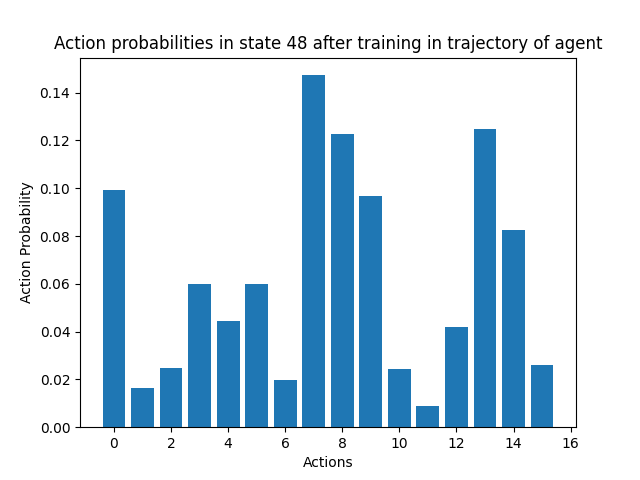 Action probabilities in state 48 after training in trajectory of agent
0.14
0.12
0.10
0.08
0.06
0.04
0.02
0.00
Action Probability
0 2 4 6 8 10 12 14 16
Actions